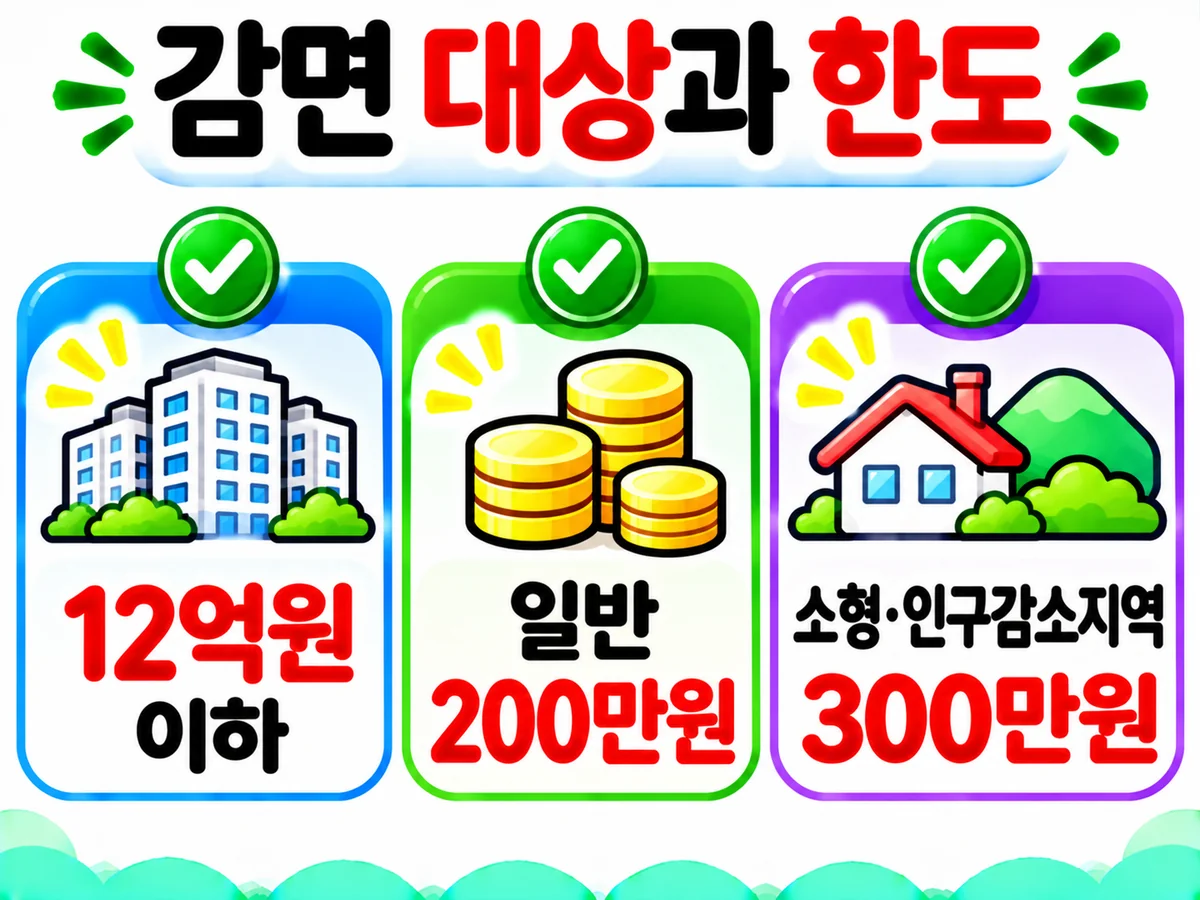 감면 대상과 한도
12억원
이하
일반
200만원
소형·인구감소지역
300만원